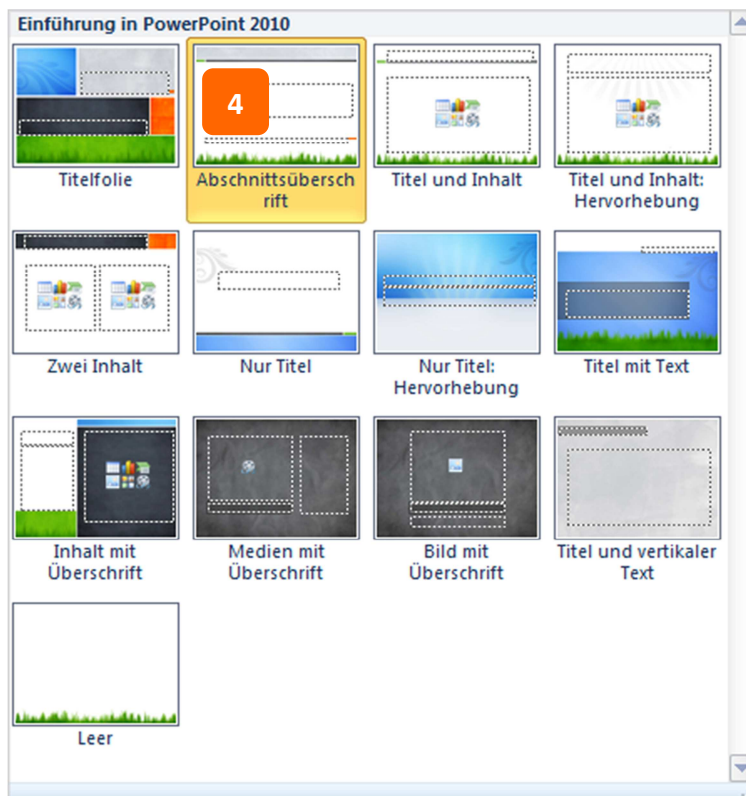 Einführung in PowerPoint 2010
4
Titelfolie
Abschnittsübersch
rift
Titel und Inhalt
Titel und Inhalt:
Hervorhebung
Zwei Inhalt
Nur Titel
Nur Titel:
Hervorhebung
Titel mit Text
Inhalt mit
Überschrift
Medien mit
Überschrift
Bild mit
Überschrift
Titel und vertikaler
Text
Leer